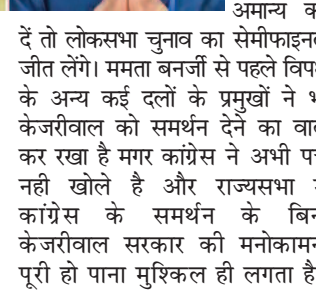 अमान्य क
दें तो लोकसभा चुनाव का सेमीफाइनल
जीत लेंगे। ममता बनर्जी से पहले विप
के अन्य कई दलों के प्रमुखों ने भ
केजरीवाल को समर्थन देने का वा
कर रखा है मगर कांग्रेस ने अभी पत्
नही खोले है और राज्यसभा
कांग्रेस के समर्थन के बिन
केजरीवाल सरकार की मनोकामन
पूरी हो पाना मुश्किल ही लगता है